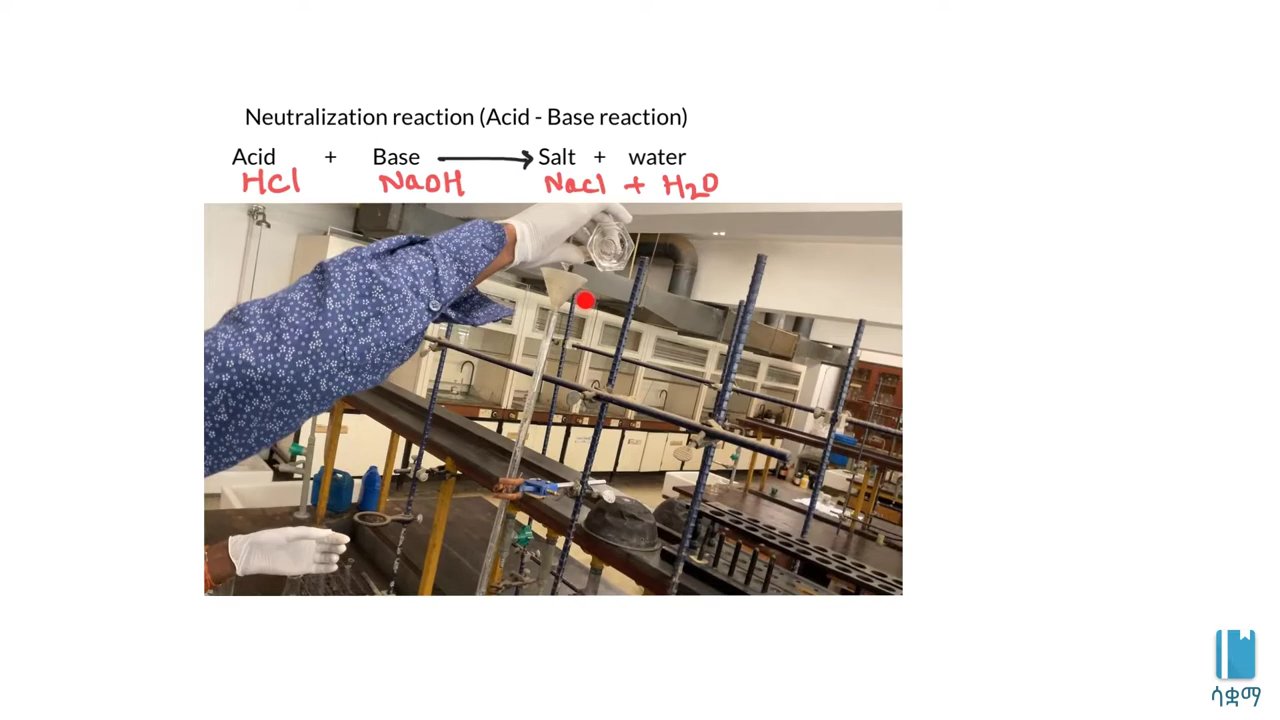 Neutralization reaction (Acid - Base reaction)
Acid + Base → Salt + water
HCl NaOH Nacl + H2O
ሳቋማ